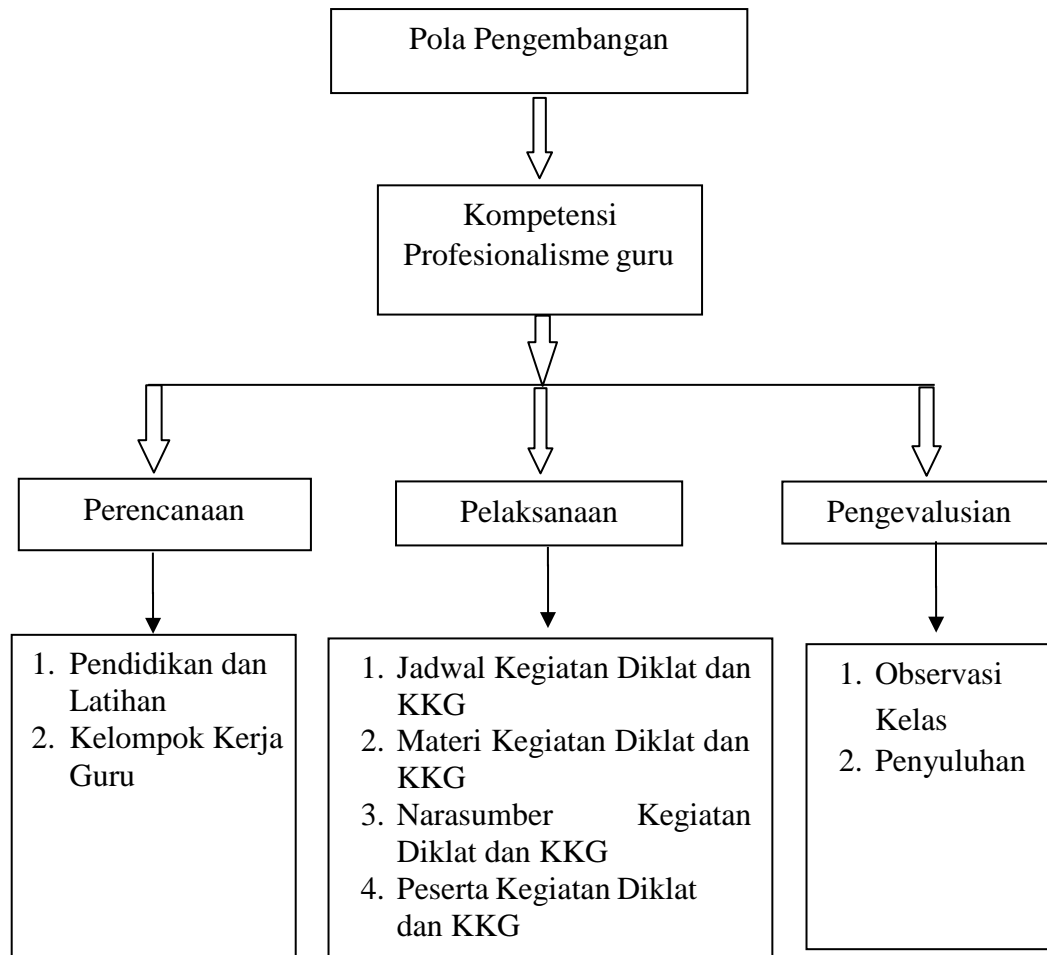 Pola Pengembangan
Kompetensi
Profesionalisme guru
Perencanaan
Pelaksanaan
Pengevalusian
1. Pendidikan dan
Latihan
2. Kelompok Kerja
Guru
1. Jadwal Kegiatan Diklat dan
KKG
2. Materi Kegiatan Diklat dan
KKG
3. Narasumber Kegiatan
Diklat dan KKG
4. Peserta Kegiatan Diklat
dan KKG
1. Observasi
Kelas
2. Penyuluhan